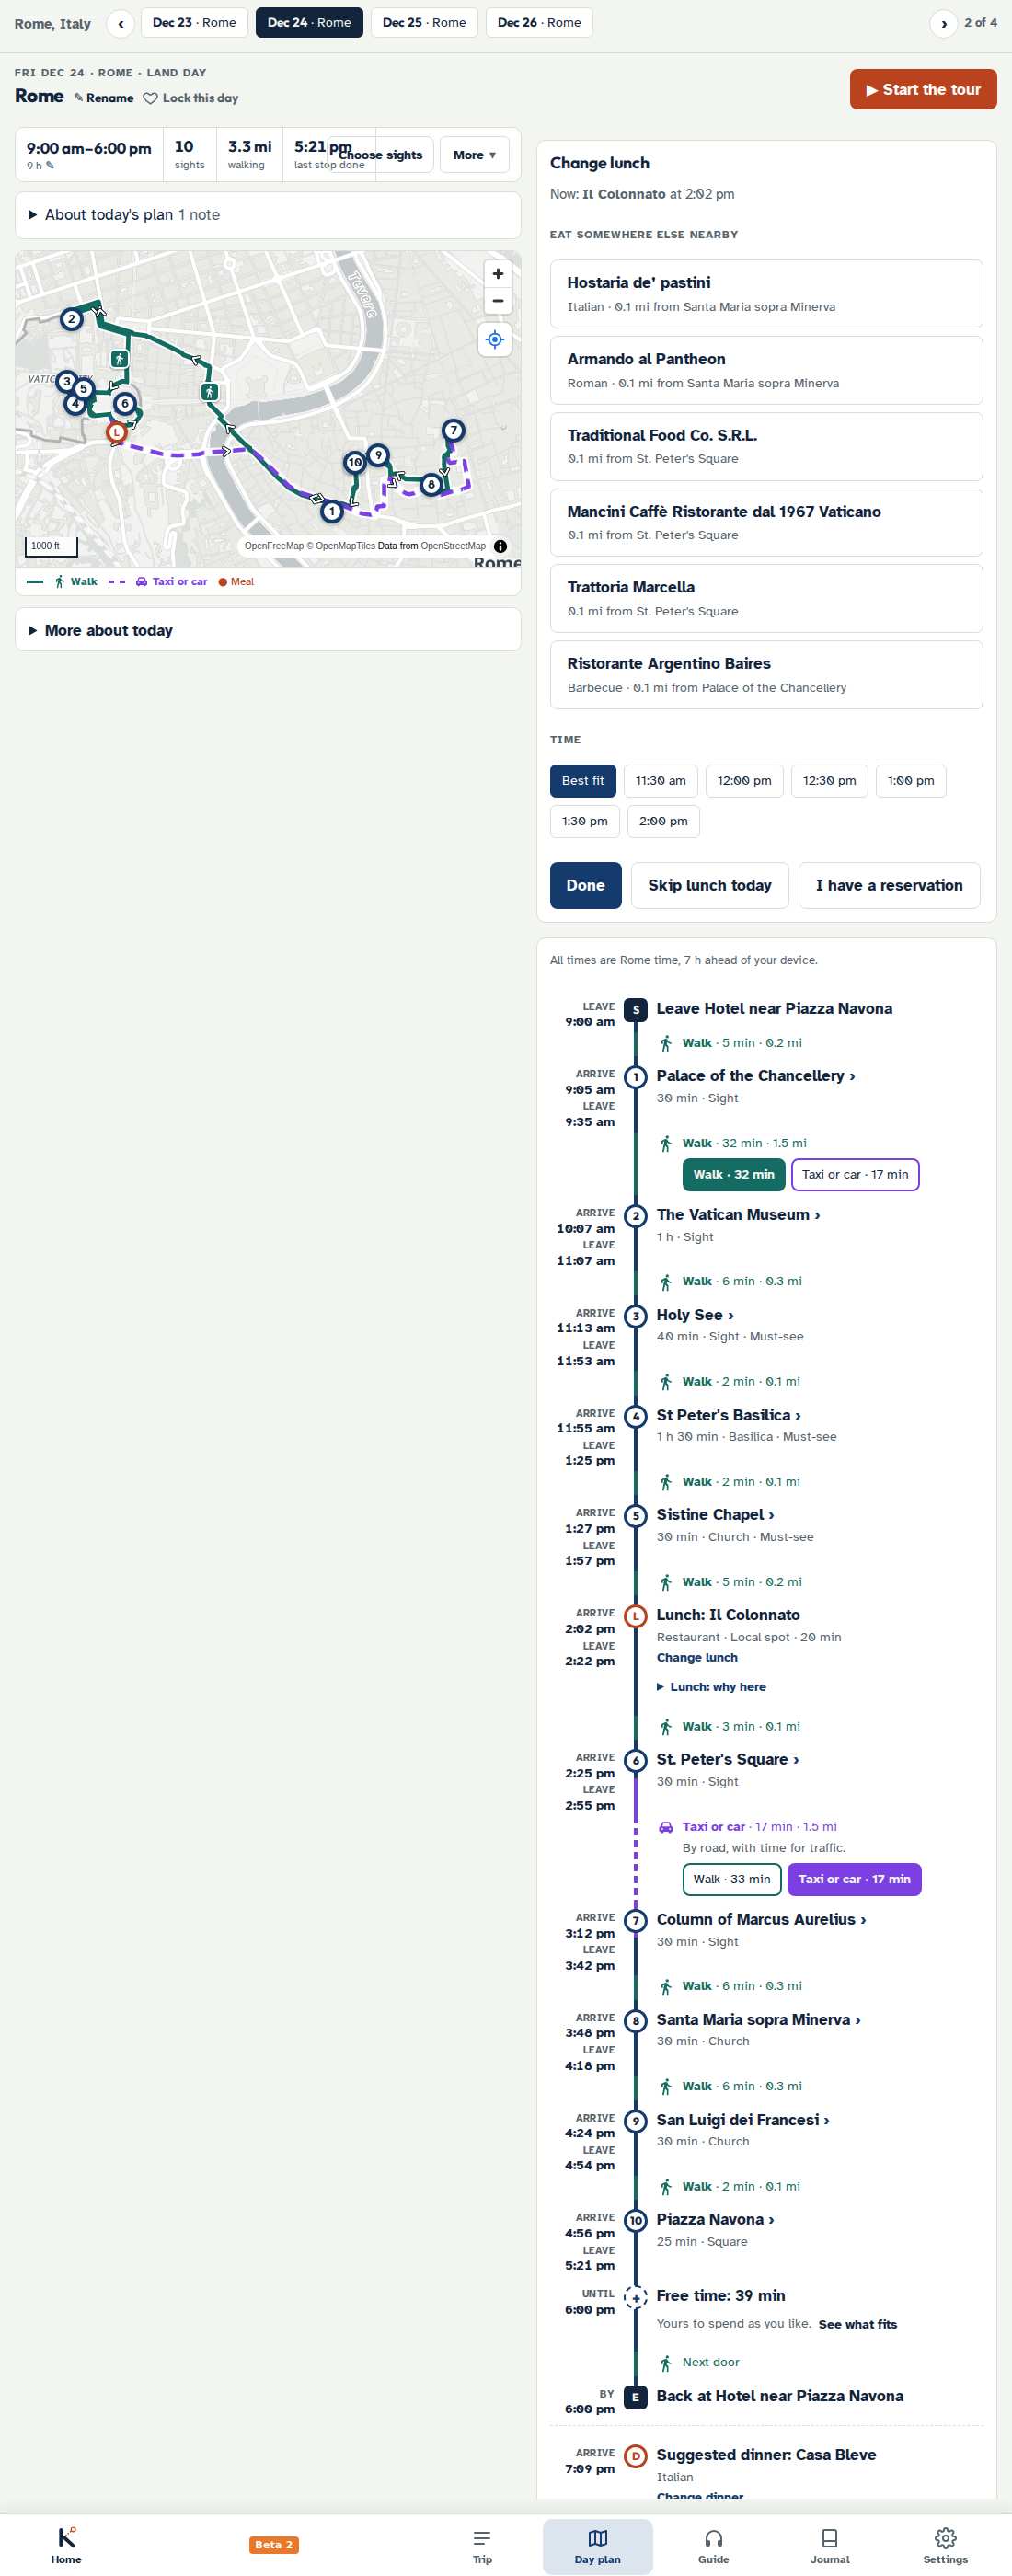 Rome, Italy
‹
Dec 23 · Rome
Dec 24 · Rome
Dec 25 · Rome
Dec 26 · Rome
›
2 of 4
FRI DEC 24 · ROME · LAND DAY
Rome
✎ Rename
Lock this day
▶ Start the tour
9:00 am–6:00 pm
9 h ✎
10
sights
3.3 mi
walking
5:21 pm
last stop done
Choose sights
More ▼
▶ About today's plan 1 note
Tevere
2
3
5
4
6
L
7
10
9
8
1
+
−
1000 ft
OpenFreeMap © OpenMapTiles Data from OpenStreetMap
Rome
Walk
Taxi or car
Meal
▶ More about today
Change lunch
Now: Il Colonnato at 2:02 pm
EAT SOMEWHERE ELSE NEARBY
Hostaria de' pastini
Italian · 0.1 mi from Santa Maria sopra Minerva
Armando al Pantheon
Roman · 0.1 mi from Santa Maria sopra Minerva
Traditional Food Co. S.R.L.
0.1 mi from St. Peter's Square
Mancini Caffè Ristorante dal 1967 Vaticano
0.1 mi from St. Peter's Square
Trattoria Marcella
0.1 mi from St. Peter's Square
Ristorante Argentino Baires
Barbecue · 0.1 mi from Palace of the Chancellery
TIME
Best fit
11:30 am
12:00 pm
12:30 pm
1:00 pm
1:30 pm
2:00 pm
Done
Skip lunch today
I have a reservation
All times are Rome time, 7 h ahead of your device.
LEAVE
9:00 am
S
Leave Hotel near Piazza Navona
Walk · 5 min · 0.2 mi
ARRIVE
9:05 am
LEAVE
9:35 am
1
Palace of the Chancellery ›
30 min · Sight
Walk · 32 min · 1.5 mi
Walk · 32 min
Taxi or car · 17 min
ARRIVE
10:07 am
LEAVE
11:07 am
2
The Vatican Museum ›
1 h · Sight
Walk · 6 min · 0.3 mi
ARRIVE
11:13 am
LEAVE
11:53 am
3
Holy See ›
40 min · Sight · Must-see
Walk · 2 min · 0.1 mi
ARRIVE
11:55 am
LEAVE
1:25 pm
4
St Peter's Basilica ›
1 h 30 min · Basilica · Must-see
Walk · 2 min · 0.1 mi
ARRIVE
1:27 pm
LEAVE
1:57 pm
5
Sistine Chapel ›
30 min · Church · Must-see
Walk · 5 min · 0.2 mi
ARRIVE
2:02 pm
LEAVE
2:22 pm
L
Lunch: Il Colonnato
Restaurant · Local spot · 20 min
Change lunch
▶ Lunch: why here
Walk · 3 min · 0.1 mi
ARRIVE
2:25 pm
LEAVE
2:55 pm
6
St. Peter's Square ›
30 min · Sight
Taxi or car · 17 min · 1.5 mi
By road, with time for traffic.
Walk · 33 min
Taxi or car · 17 min
ARRIVE
3:12 pm
LEAVE
3:42 pm
7
Column of Marcus Aurelius ›
30 min · Sight
Walk · 6 min · 0.3 mi
ARRIVE
3:48 pm
LEAVE
4:18 pm
8
Santa Maria sopra Minerva ›
30 min · Church
Walk · 6 min · 0.3 mi
ARRIVE
4:24 pm
LEAVE
4:54 pm
9
San Luigi dei Francesi ›
30 min · Church
Walk · 2 min · 0.1 mi
ARRIVE
4:56 pm
LEAVE
5:21 pm
10
Piazza Navona ›
25 min · Square
UNTIL
6:00 pm
+
Free time: 39 min
Yours to spend as you like. See what fits
Next door
BY
6:00 pm
E
Back at Hotel near Piazza Navona
ARRIVE
7:09 pm
D
Suggested dinner: Casa Bleve
Italian
Change dinner
Home
Beta 2
Trip
Day plan
Guide
Journal
Settings